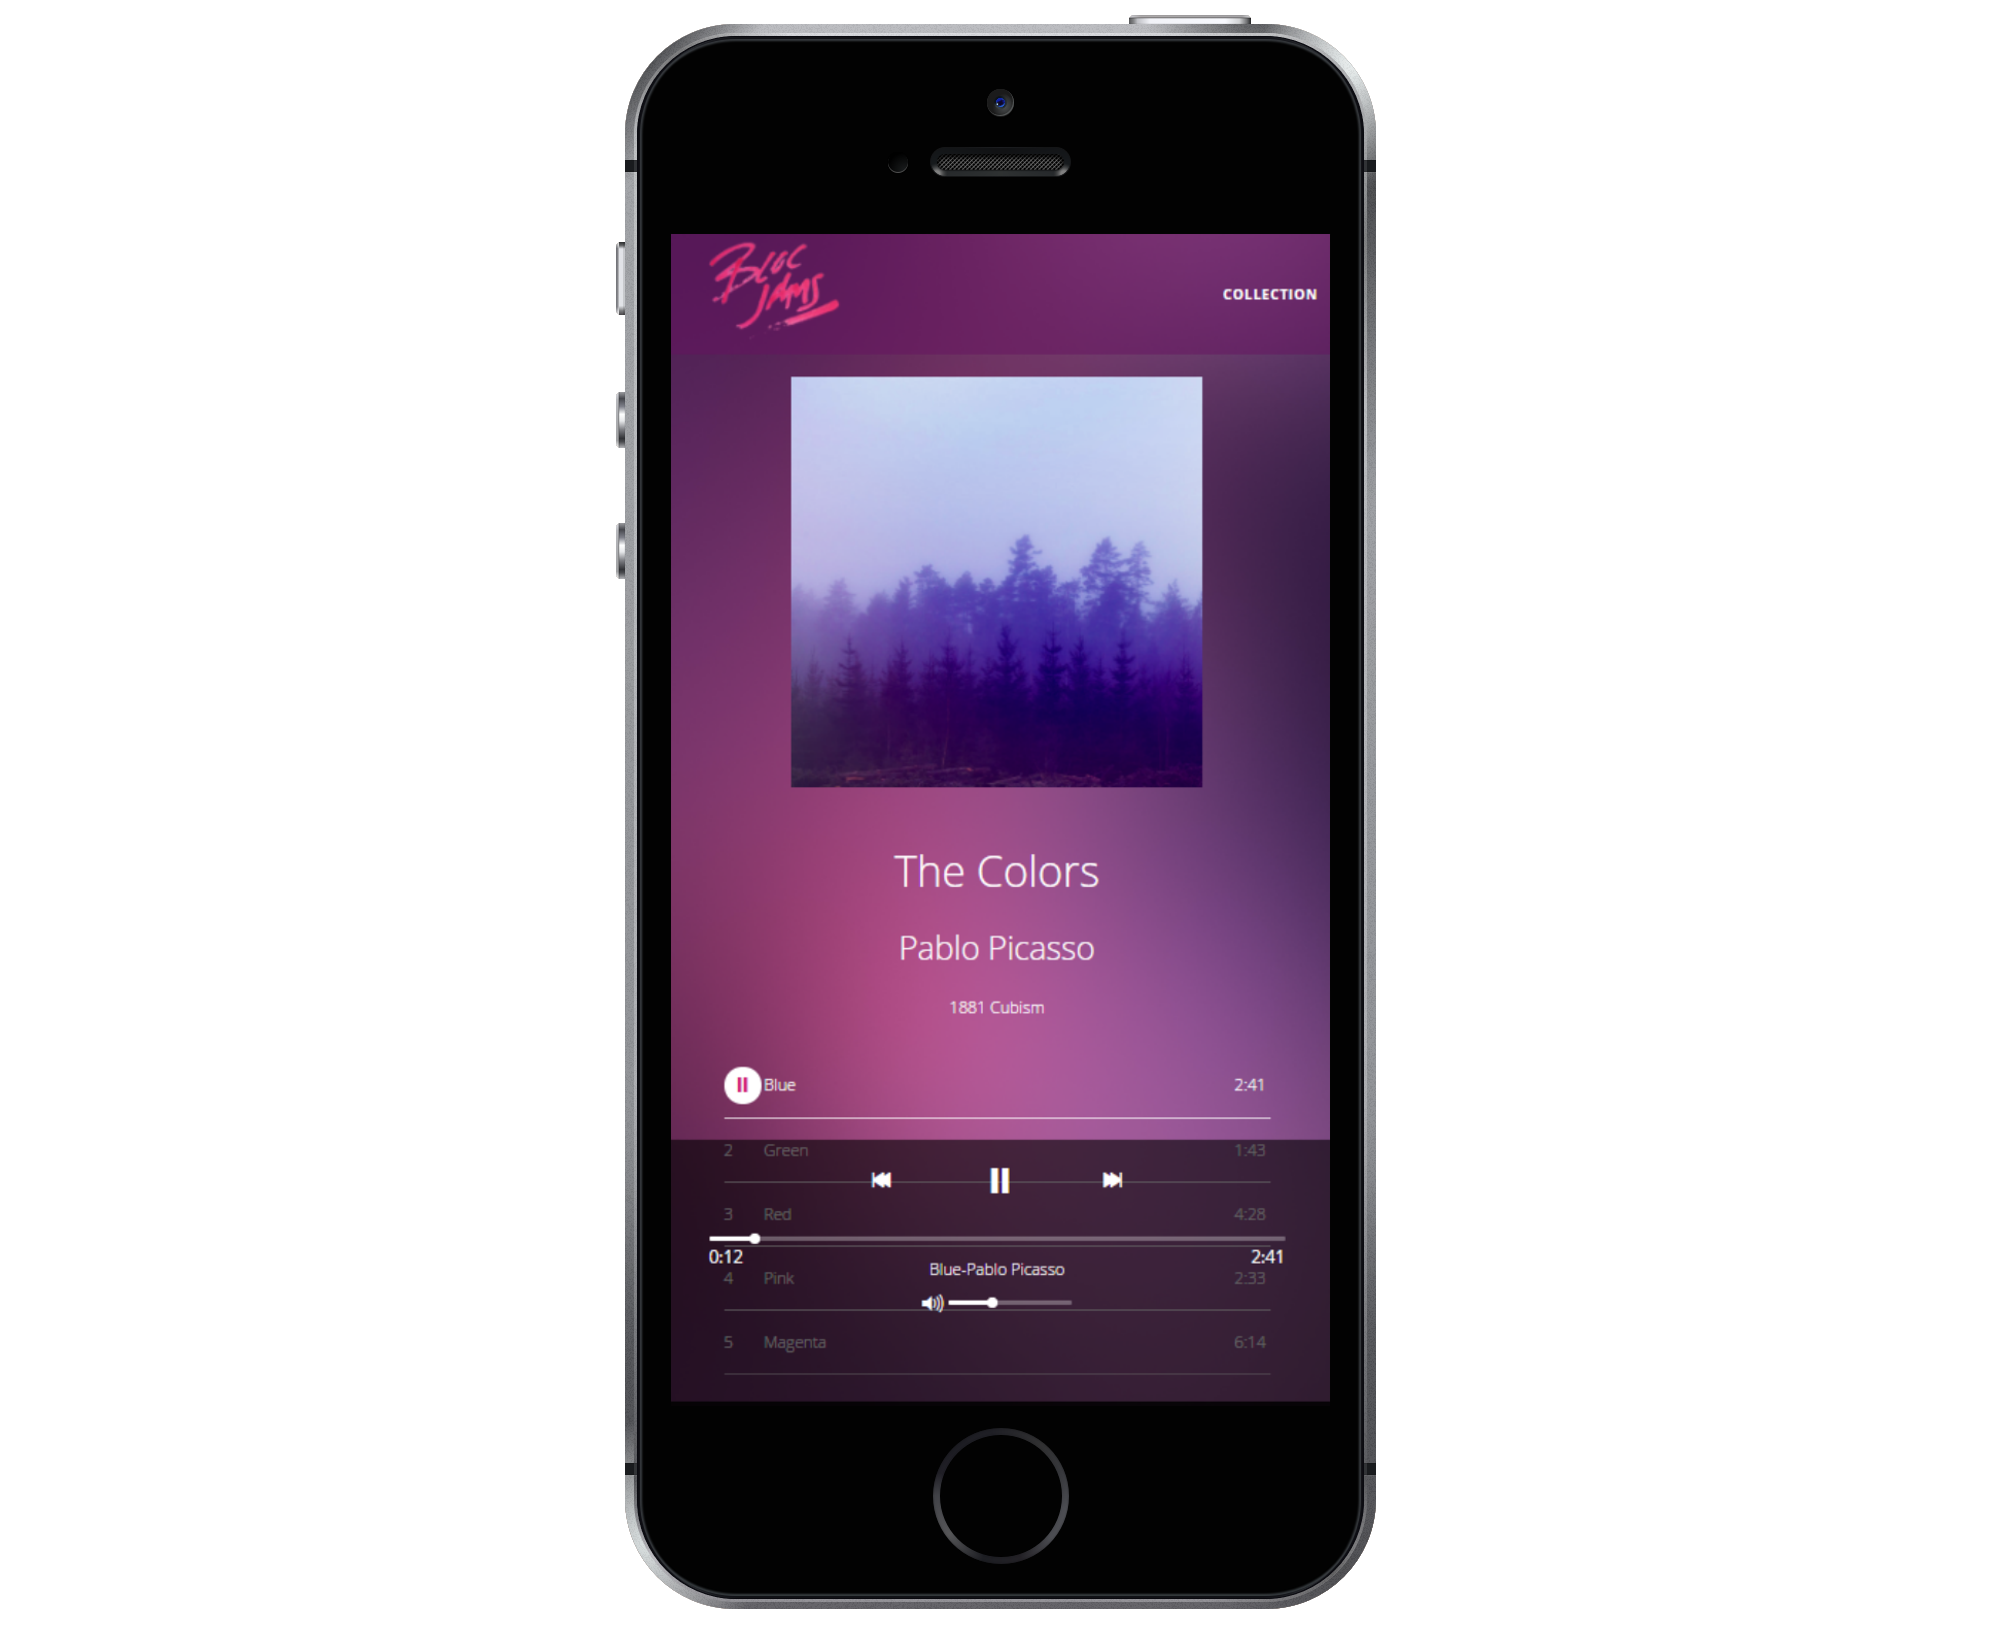 BLOC
JAMS
COLLECTION
The Colors
Pablo Picasso
1881 Cubism
Blue 2:41
2 Green 1:43
3 Red 4:28
0:12 2:41
Blue-Pablo Picasso
4 Pink 2:33
5 Magenta 6:14